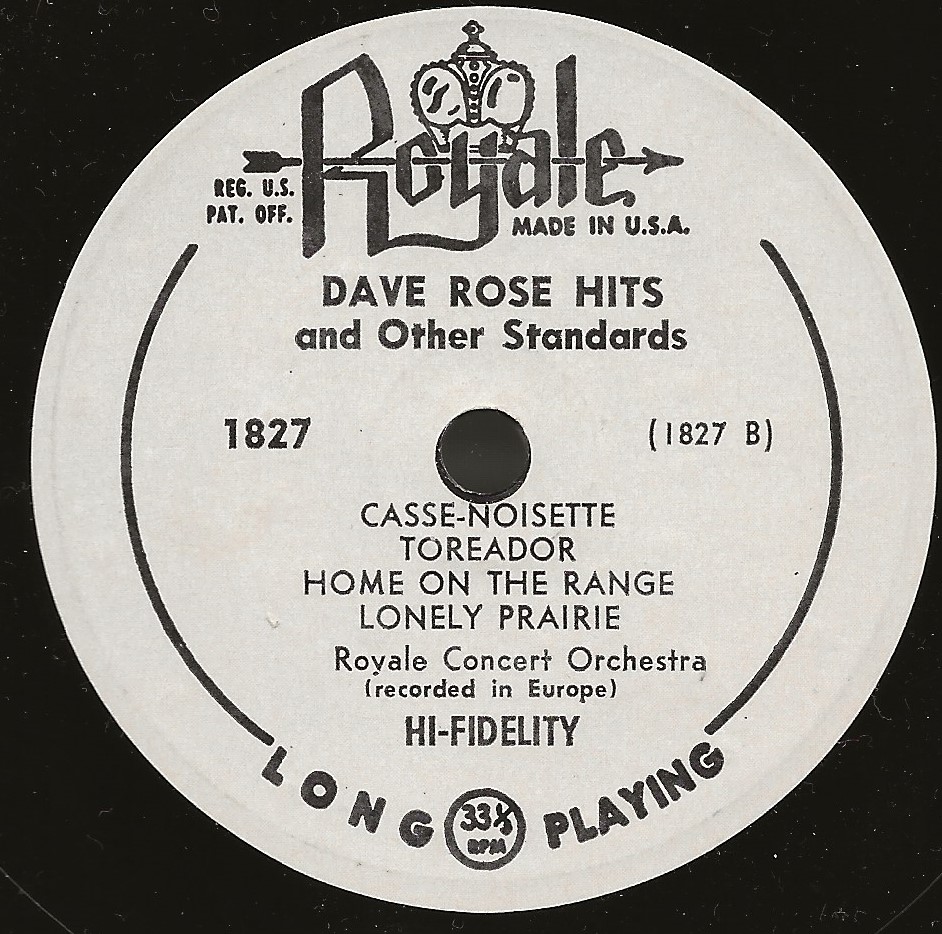 Royale
REG. U.S.
PAT. OFF.
MADE IN U.S.A.
DAVE ROSE HITS
and Other Standards
1827
(1827 B)
CASSE-NOISETTE
TOREADOR
HOME ON THE RANGE
LONELY PRAIRIE
Royale Concert Orchestra
(recorded in Europe)
HI-FIDELITY
LONG 33⅓ RPM PLAYING